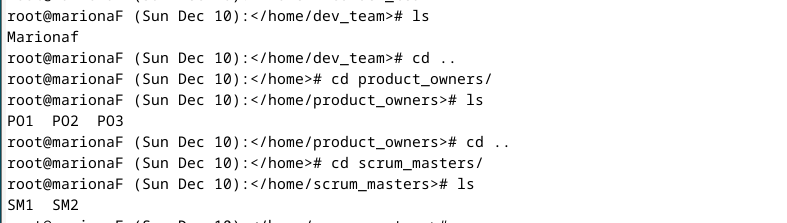 root@marionaF (Sun Dec 10):</home/dev_team># ls
Marionaf
root@marionaF (Sun Dec 10):</home/dev_team># cd ..
root@marionaF (Sun Dec 10):</home># cd product_owners/
root@marionaF (Sun Dec 10):</home/product_owners># ls
PO1  PO2  PO3
root@marionaF (Sun Dec 10):</home/product_owners># cd ..
root@marionaF (Sun Dec 10):</home># cd scrum_masters/
root@marionaF (Sun Dec 10):</home/scrum_masters># ls
SM1  SM2